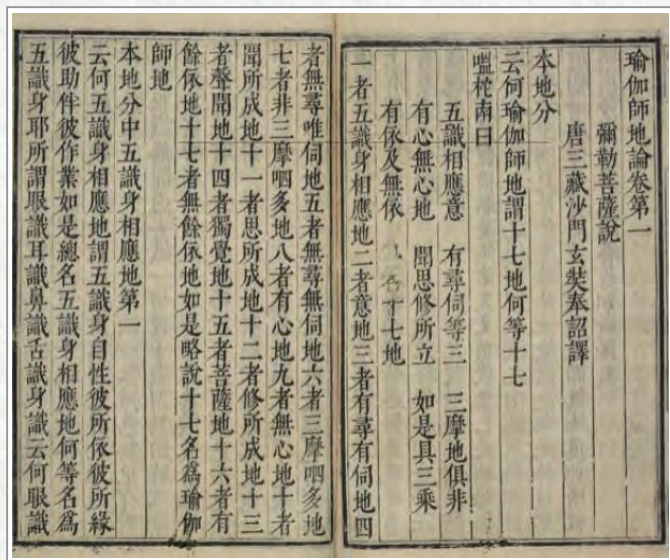 瑜伽師地論卷第一
彌勒菩薩說
唐三藏沙門玄奘奉詔譯
本地分
云何瑜伽師地謂十七地何等十七
嗢柁南曰
五識相應意　有尋伺等三　三摩地俱非
有心無心地　聞思修所立　如是具三乘
有依及無依　是名十七地
一者五識身相應地二者意地三者有尋有伺地四
者無尋唯伺地五者無尋無伺地六者三摩呬多地
七者非三摩呬多地八者有心地九者無心地十者
聞所成地十一者思所成地十二者修所成地十三
者聲聞地十四者獨覺地十五者菩薩地十六者有
餘依地十七者無餘依地如是略說十七名為瑜伽
師地
本地分中五識身相應地第一
云何五識身相應地謂五識身自性彼所依彼所緣
彼助伴彼作業如是總名五識身相應地何等名為
五識身耶所謂眼識耳識鼻識舌識身識云何眼識